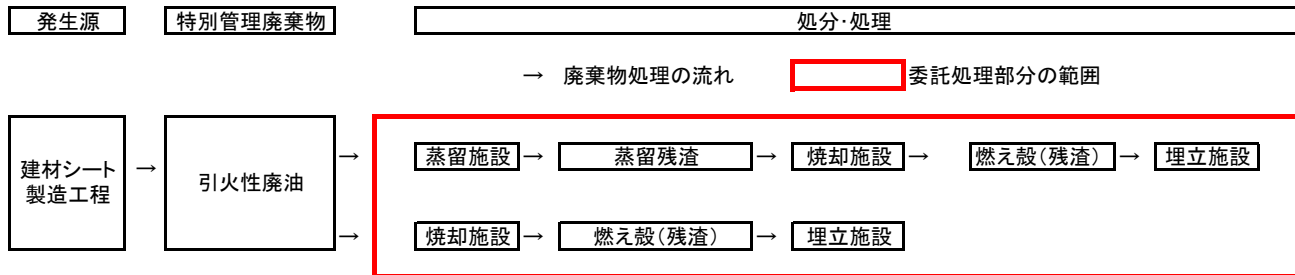 発生源 特別管理廃棄物 処分・処理
→ 廃棄物処理の流れ 委託処理部分の範囲
建材シート
製造工程
→
引火性廃油
→ 蒸留施設 → 蒸留残渣 → 焼却施設 → 燃え殻(残渣) → 埋立施設
→ 焼却施設 → 燃え殻(残渣) → 埋立施設